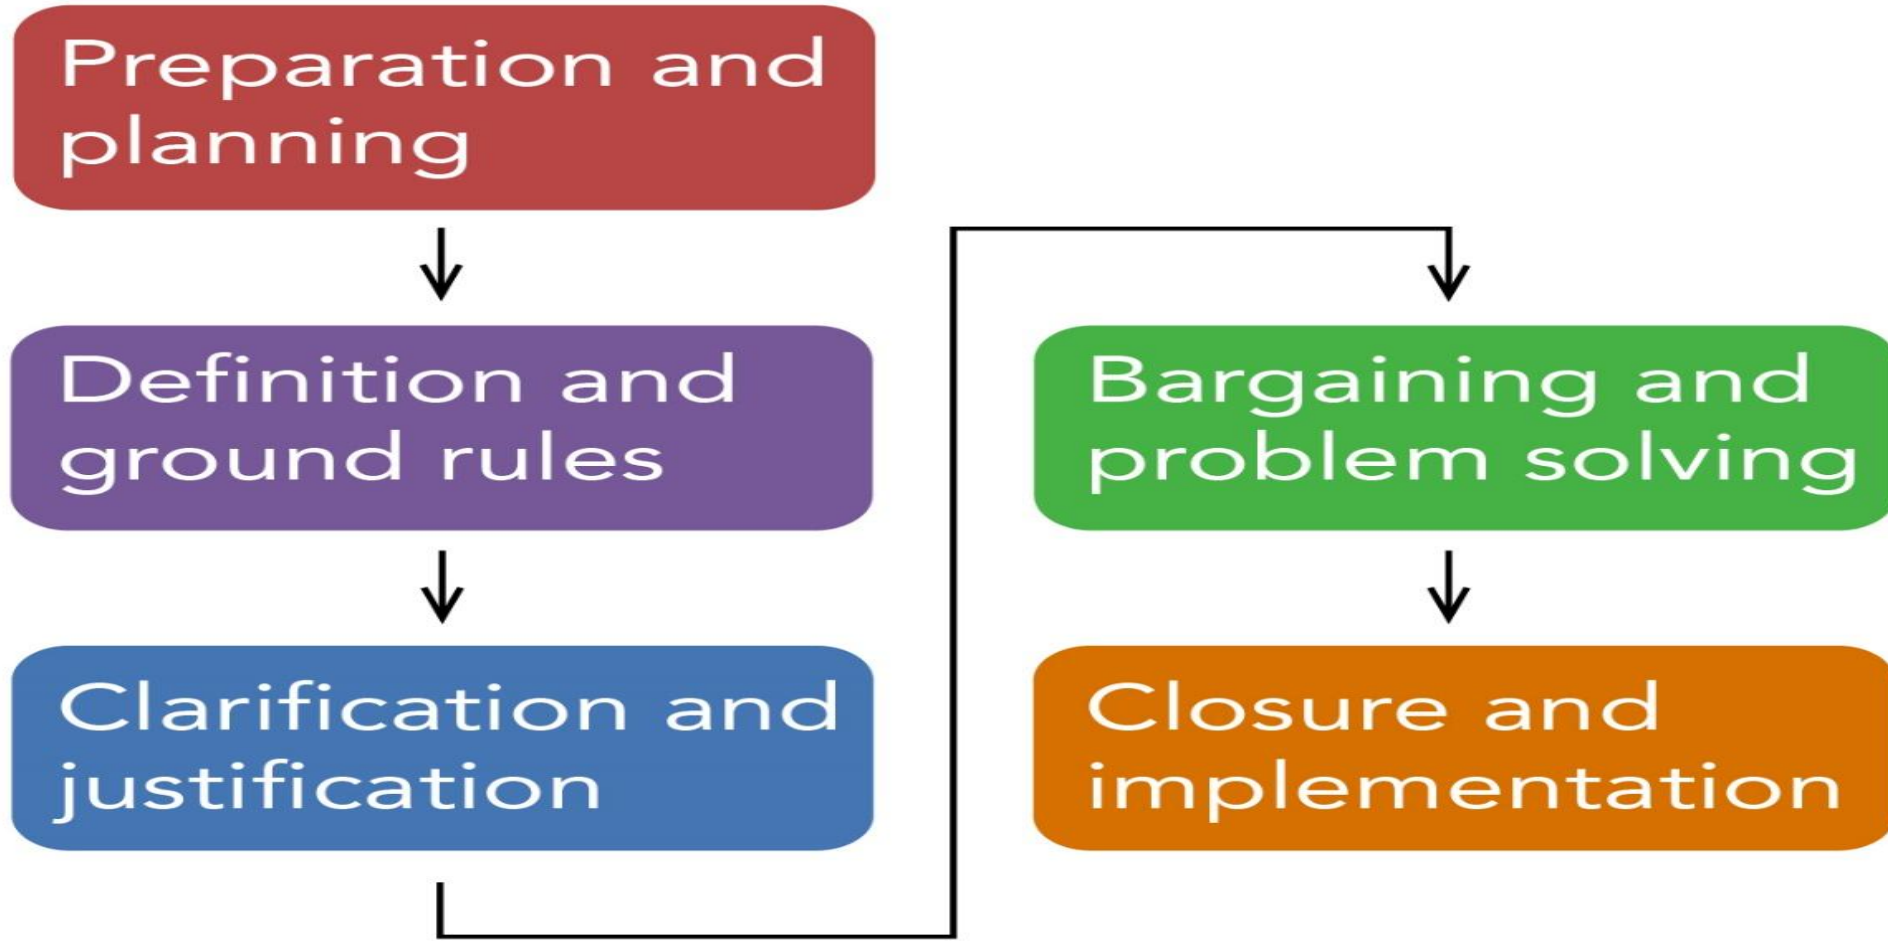 Preparation and
planning
Definition and
ground rules
Clarification and
justification
Bargaining and
problem solving
Closure and
implementation